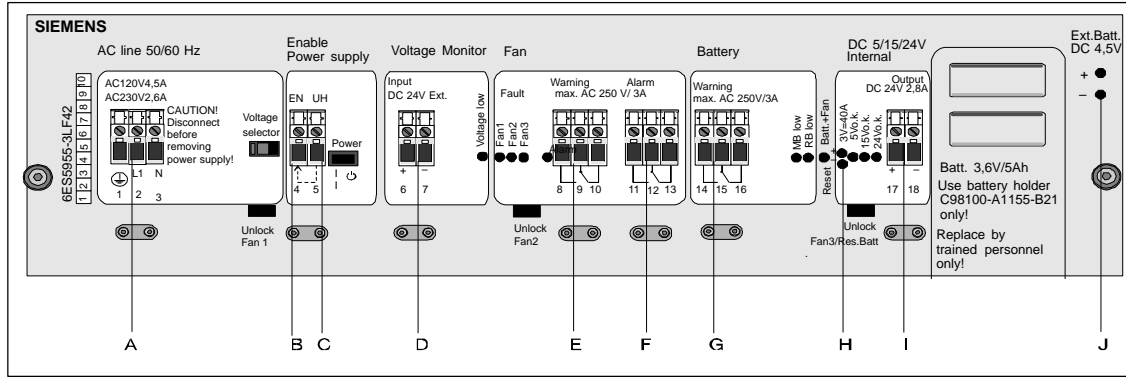 SIEMENS
AC line 50/60 Hz
Enable
Power supply
Voltage Monitor
Fan
Battery
DC 5/15/24V
Internal
Ext.Batt.
DC 4,5V
+
–
6ES5955-3LF42
1 2 3 4 5 6 7 8 9 10
AC120V4,5A
AC230V2,6A
CAUTION!
Disconnect
before
removing
power supply!
L1 N
1 2 3
Voltage
selector
Unlock
Fan 1
EN UH
4 5
Power
I
Input
DC 24V Ext.
+ –
6 7
Voltage low
Fault
Fan1
Fan2
Fan3
Unlock
Fan2
Warning
Alarm
max. AC 250 V/ 3A
Alarm
8 9 10
11 12 13
Warning
max. AC 250V/3A
14 15 16
MB low
RB low
Reset Batt.+Fan
+
–
3V=40A
5Vo.k.
15Vo.k.
24Vo.k.
Output
DC 24V 2,8A
+ –
17 18
Unlock
Fan3/Res.Batt
Batt. 3,6V/5Ah
Use battery holder
C98100-A1155-B21
only!
Replace by
trained personnel
only!
A B C D E F G H I J